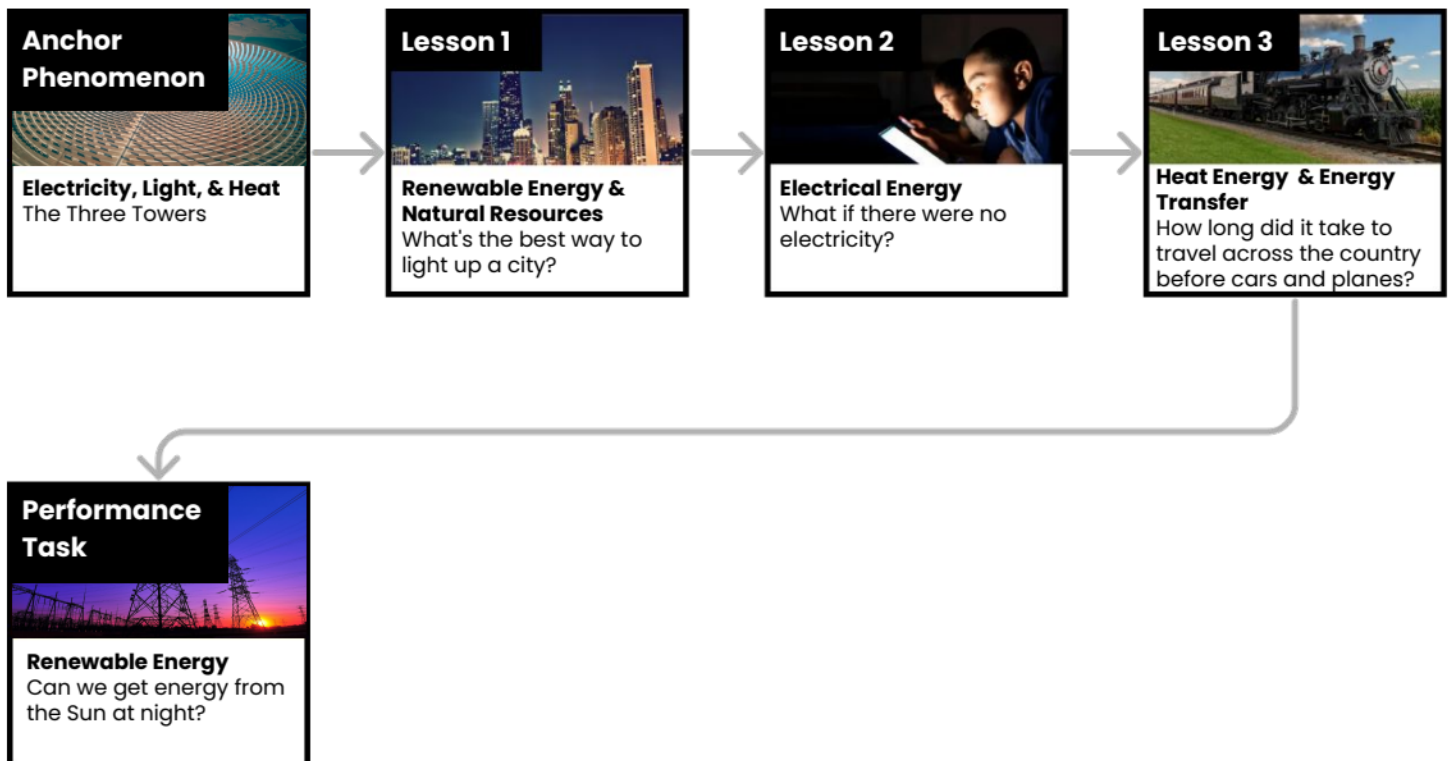 Anchor
Phenomenon
Electricity, Light, & Heat
The Three Towers
Lesson 1
Renewable Energy &
Natural Resources
What's the best way to
light up a city?
Lesson 2
Electrical Energy
What if there were no
electricity?
Lesson 3
Heat Energy & Energy
Transfer
How long did it take to
travel across the country
before cars and planes?
Performance
Task
Renewable Energy
Can we get energy from
the Sun at night?